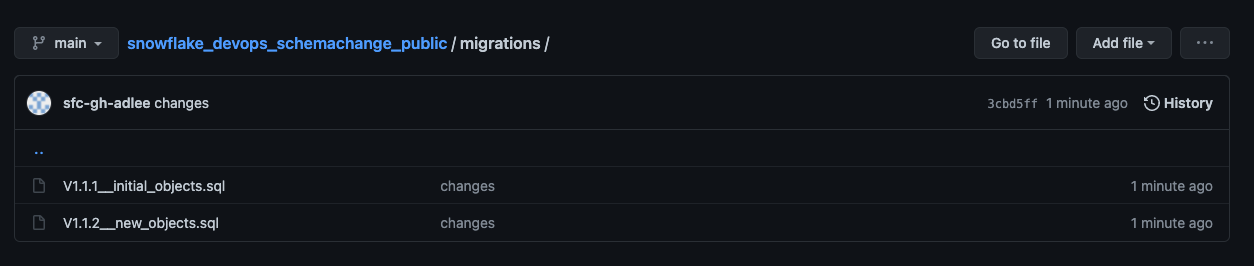 main snowflake_devops_schemachange_public / migrations / Go to file Add file ...
sfc-gh-adlee changes 3cbd5ff 1 minute ago History
..
V1.1.1__initial_objects.sql changes 1 minute ago
V1.1.2__new_objects.sql changes 1 minute ago